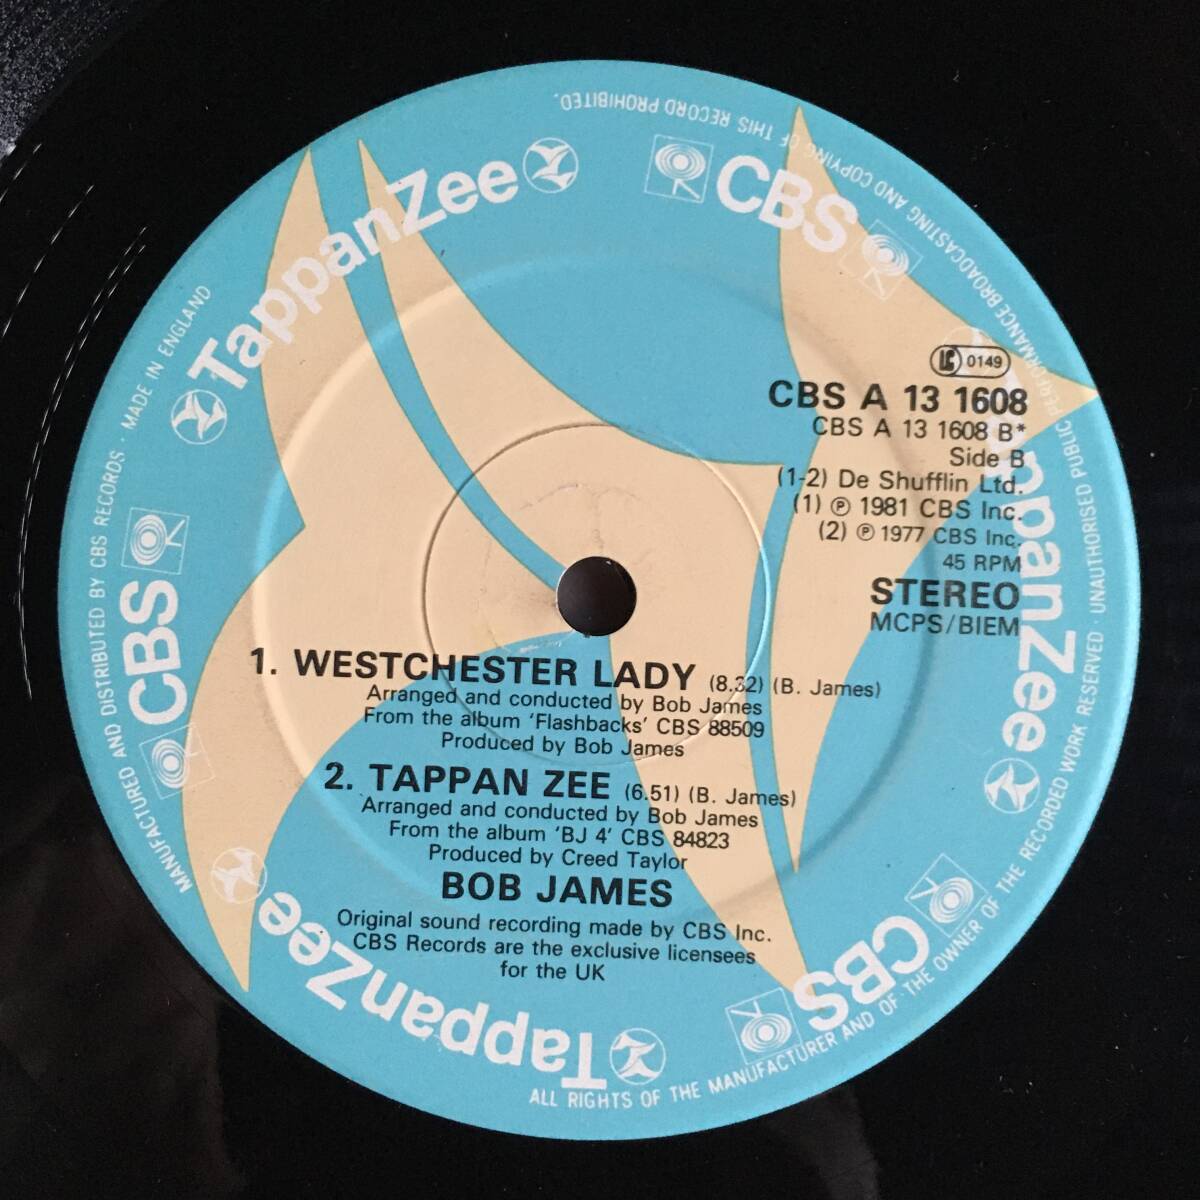 TappanZee
CBS
TappanZee
CBS
TappanZee
CBS
MANUFACTURED AND DISTRIBUTED BY CBS RECORDS · MADE IN ENGLAND
ALL RIGHTS OF THE MANUFACTURER AND OF THE OWNER OF THE RECORDED WORK RESERVED · UNAUTHORISED PUBLIC PERFORMANCE BROADCASTING AND COPYING OF THIS RECORD PROHIBITED.
LC 0149
CBS A 13 1608
CBS A 13 1608 B*
Side B
(1-2) De Shufflin Ltd.
(1) ℗ 1981 CBS Inc.
(2) ℗ 1977 CBS Inc.
45 RPM
STEREO
MCPS/BIEM
1. WESTCHESTER LADY (8.32) (B. James)
Arranged and conducted by Bob James
From the album 'Flashbacks' CBS 88509
Produced by Bob James
2. TAPPAN ZEE (6.51) (B. James)
Arranged and conducted by Bob James
From the album 'BJ 4' CBS 84823
Produced by Creed Taylor
BOB JAMES
Original sound recording made by CBS Inc.
CBS Records are the exclusive licensees
for the UK